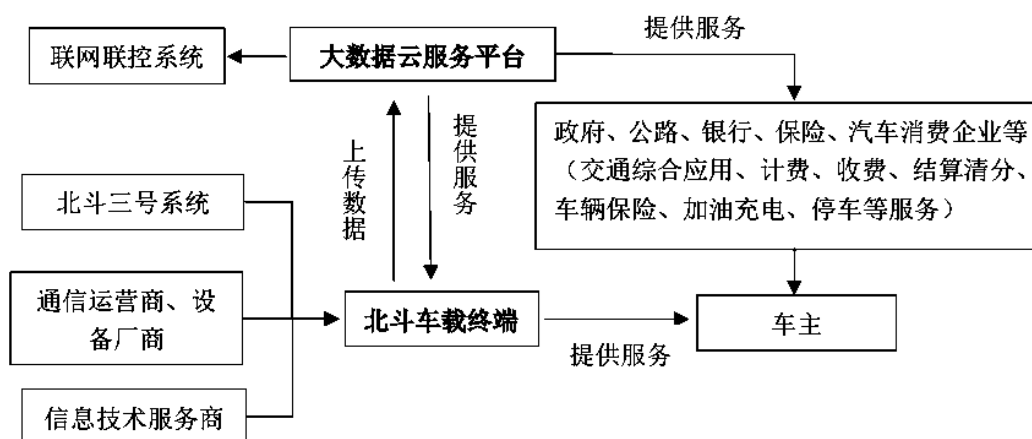 提供服务
联网联控系统
大数据云服务平台
政府、公路、银行、保险、汽车消费企业等
（交通综合应用、计费、收费、结算清分、
车辆保险、加油充电、停车等服务）
上传数据
提供服务
北斗三号系统
通信运营商、设
备厂商
北斗车载终端
车主
提供服务
信息技术服务商